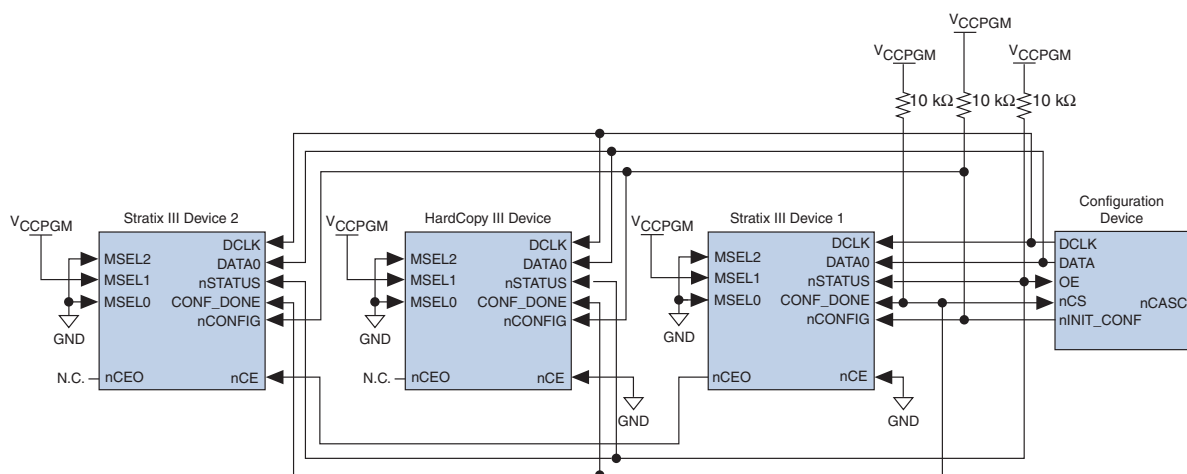 VCCPGM
VCCPGM
VCCPGM
10 kΩ
10 kΩ
10 kΩ
Stratix III Device 2
VCCPGM
MSEL2
MSEL1
MSEL0
GND
DCLK
DATA0
nSTATUS
CONF_DONE
nCONFIG
N.C.
nCEO
nCE
HardCopy III Device
VCCPGM
MSEL2
MSEL1
MSEL0
GND
DCLK
DATA0
nSTATUS
CONF_DONE
nCONFIG
N.C.
nCEO
nCE
GND
Stratix III Device 1
VCCPGM
MSEL2
MSEL1
MSEL0
GND
DCLK
DATA0
nSTATUS
CONF_DONE
nCONFIG
nCEO
nCE
GND
Configuration
Device
DCLK
DATA
OE
nCS
nCASC
nINIT_CONF